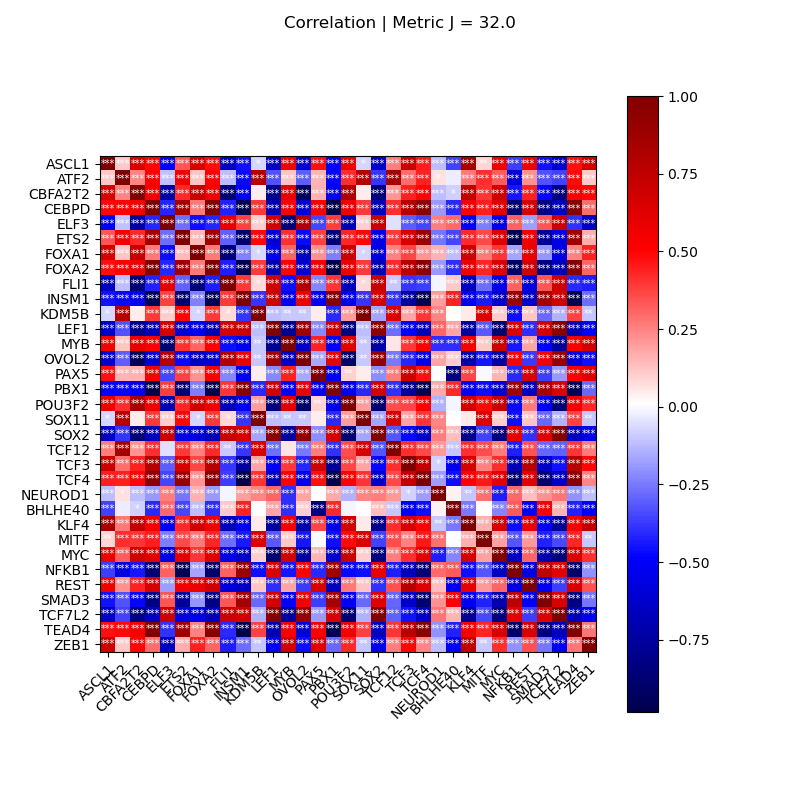 Correlation | Metric J = 32.0
ASCL1
ATF2
CBFA2T2
CEBPD
ELF3
ETS2
FOXA1
FOXA2
FLI1
INSM1
KDM5B
LEF1
MYB
OVOL2
PAX5
PBX1
POU3F2
SOX11
SOX2
TCF12
TCF3
TCF4
NEUROD1
BHLHE40
KLF4
MITF
MYC
NFKB1
REST
SMAD3
TCF7L2
TEAD4
ZEB1
ASCL1
ATF2
CBFA2T2
CEBPD
ELF3
ETS2
FOXA1
FOXA2
FLI1
INSM1
KDM5B
LEF1
MYB
OVOL2
PAX5
PBX1
POU3F2
SOX11
SOX2
TCF12
TCF3
TCF4
NEUROD1
BHLHE40
KLF4
MITF
MYC
NFKB1
REST
SMAD3
TCF7L2
TEAD4
ZEB1
1.00
0.75
0.50
0.25
0.00
−0.25
−0.50
−0.75